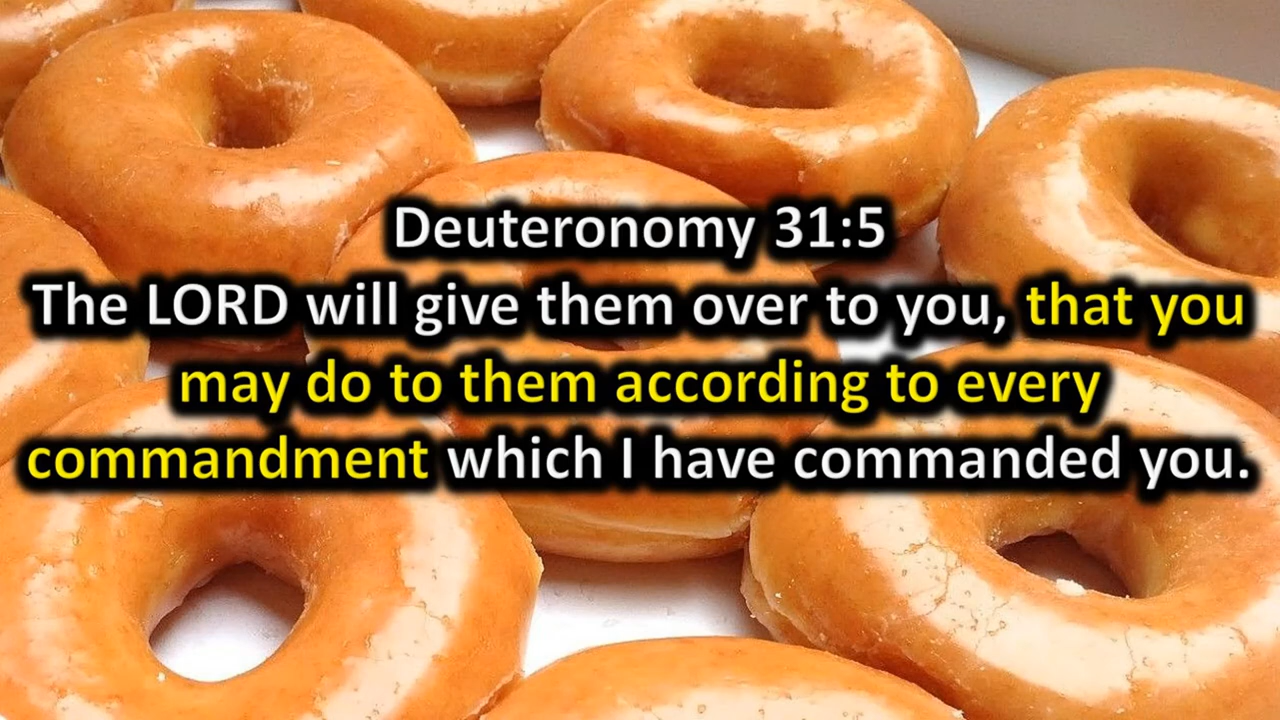 Deuteronomy 31:5
The LORD will give them over to you, that you
may do to them according to every
commandment which I have commanded you.